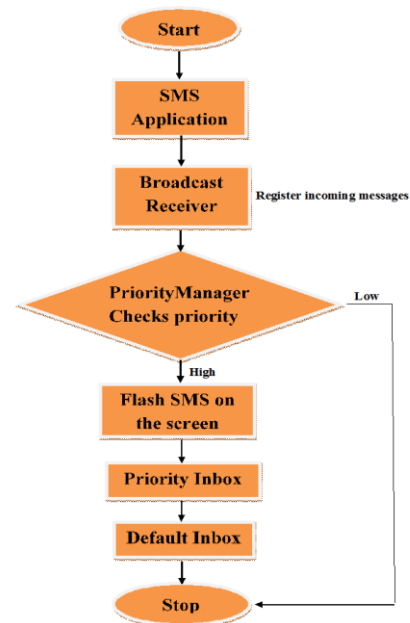 Start
SMS
Application
Broadcast
Receiver
Register incoming messages
PriorityManager
Checks priority
Low
High
Flash SMS on
the screen
Priority Inbox
Default Inbox
Stop